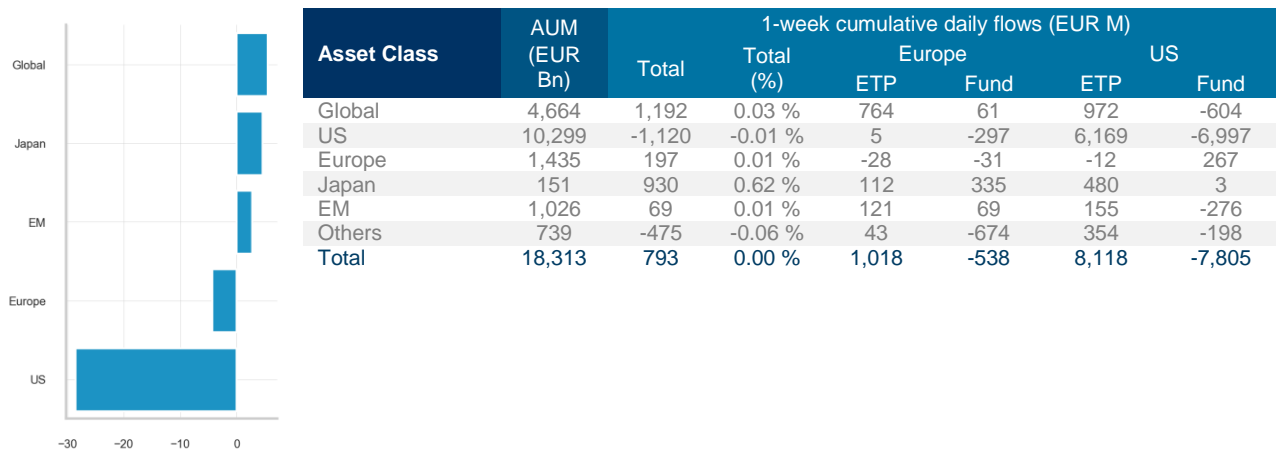 Global
Japan
EM
Europe
US
−30 −20 −10 0
Asset Class AUM (EUR Bn) 1-week cumulative daily flows (EUR M)
Total Total (%) Europe US
ETP Fund ETP Fund
Global 4,664 1,192 0.03 % 764 61 972 -604
US 10,299 -1,120 -0.01 % 5 -297 6,169 -6,997
Europe 1,435 197 0.01 % -28 -31 -12 267
Japan 151 930 0.62 % 112 335 480 3
EM 1,026 69 0.01 % 121 69 155 -276
Others 739 -475 -0.06 % 43 -674 354 -198
Total 18,313 793 0.00 % 1,018 -538 8,118 -7,805